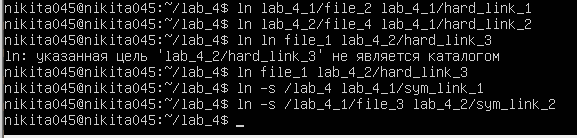 nikita045@nikita045:~/lab_4$ ln lab_4_1/file_2 lab_4_1/hard_link_1
nikita045@nikita045:~/lab_4$ ln lab_4_2/file_4 lab_4_1/hard_link_2
nikita045@nikita045:~/lab_4$ ln ln file_1 lab_4_2/hard_link_3
ln: указанная цель 'lab_4_2/hard_link_3' не является каталогом
nikita045@nikita045:~/lab_4$ ln file_1 lab_4_2/hard_link_3
nikita045@nikita045:~/lab_4$ ln -s /lab_4 lab_4_1/sym_link_1
nikita045@nikita045:~/lab_4$ ln -s /lab_4_1/file_3 lab_4_2/sym_link_2
nikita045@nikita045:~/lab_4$ _